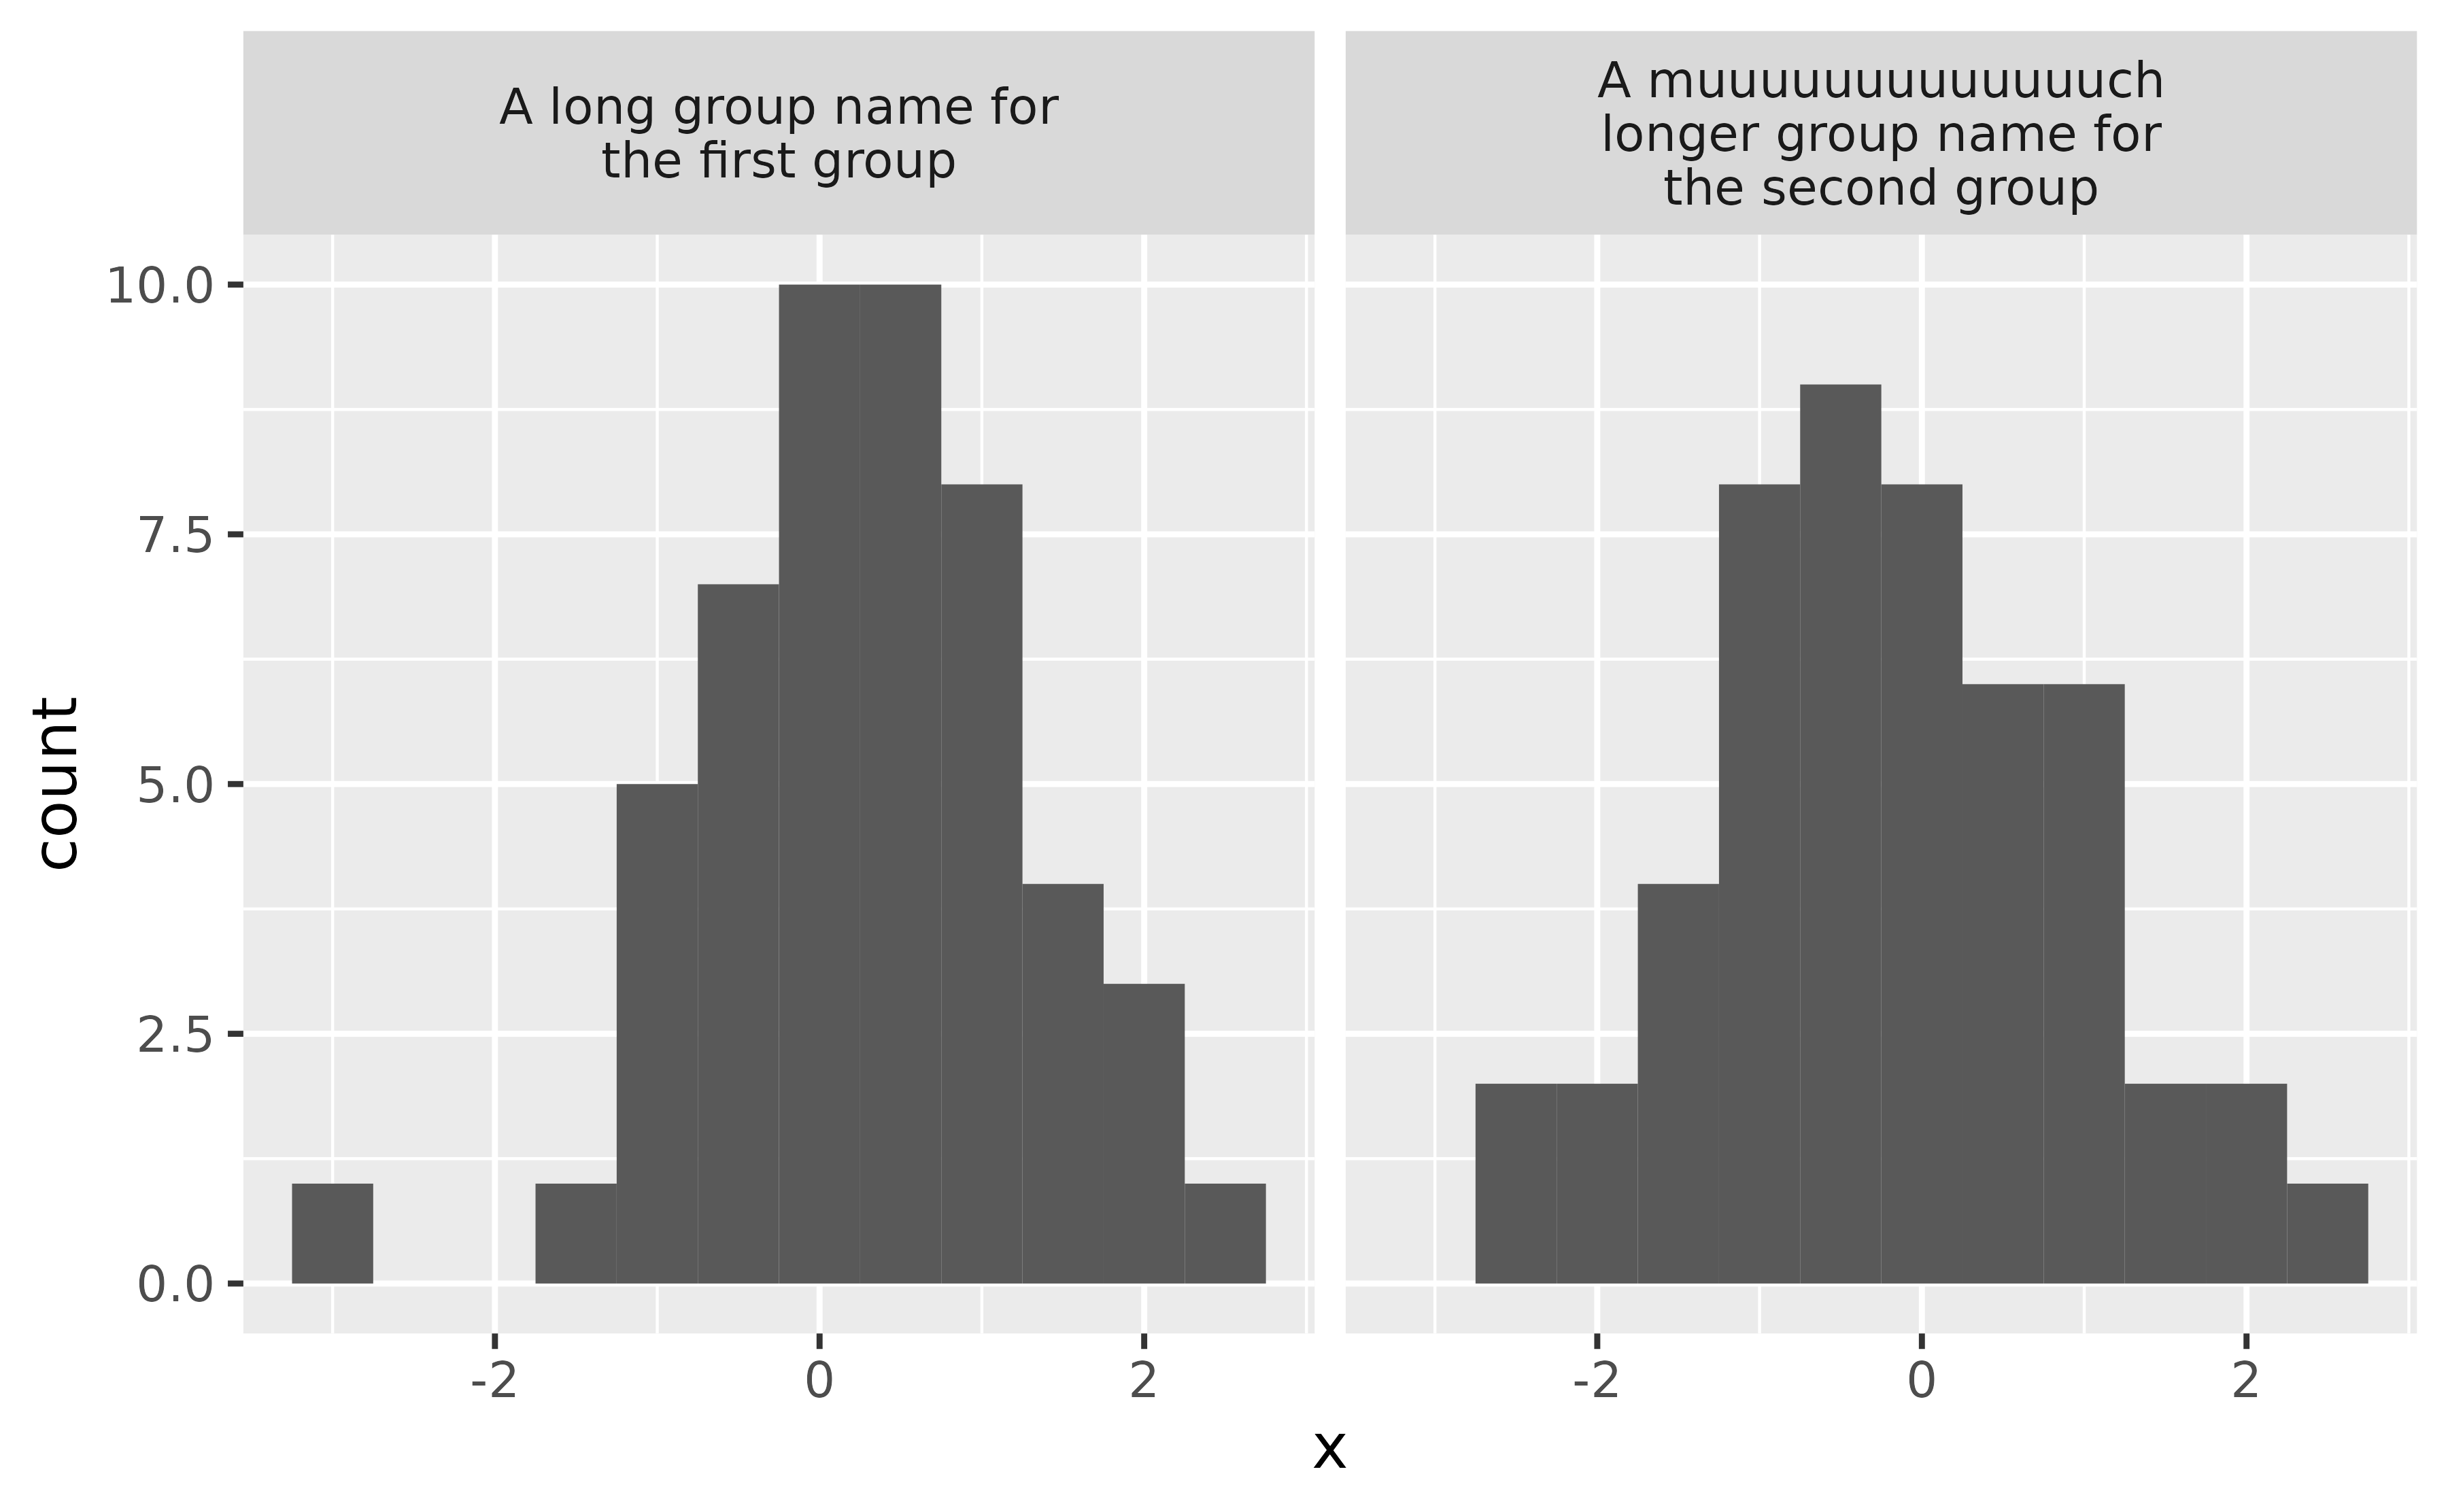 A long group name for
the first group
A muuuuuuuuuuuuuuch
longer group name for
the second group
10.0
7.5
5.0
2.5
0.0
count
-2
0
2
-2
0
2
x